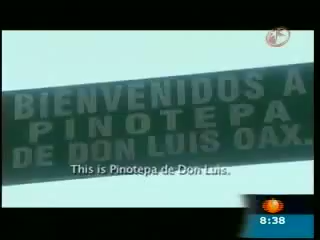 BIENVENIDOS A
PINOTEPA
DE DON LUIS OAX.
This is Pinotepa de Don Luis.
8:38